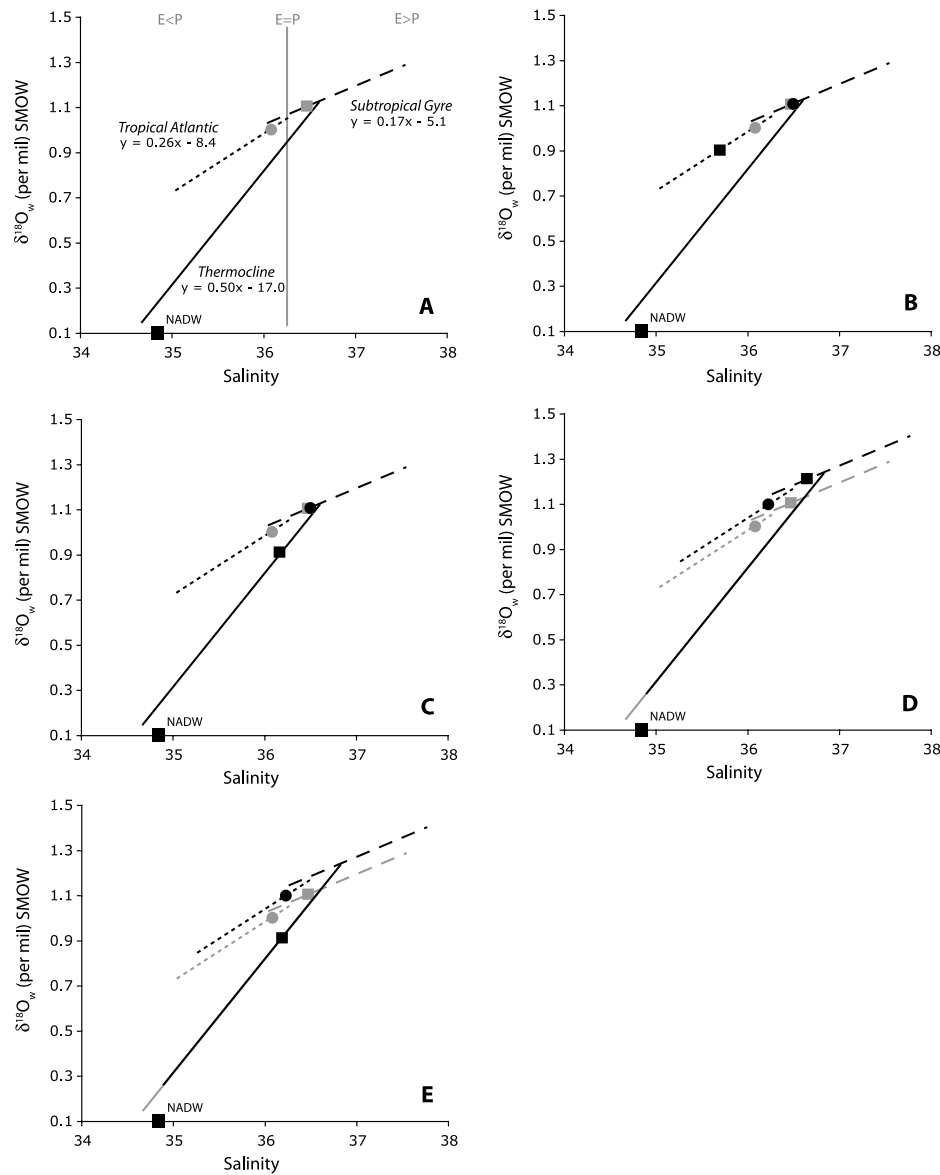 E<P E=P E>P
1.5
1.3
1.1
0.9
0.7
0.5
0.3
0.1
δ18Ow (per mil) SMOW
Tropical Atlantic
y = 0.26x - 8.4
Subtropical Gyre
y = 0.17x - 5.1
Thermocline
y = 0.50x - 17.0
NADW
A
34 35 36 37 38
Salinity
1.5
1.3
1.1
0.9
0.7
0.5
0.3
0.1
δ18Ow (per mil) SMOW
NADW
B
34 35 36 37 38
Salinity
1.5
1.3
1.1
0.9
0.7
0.5
0.3
0.1
δ18Ow (per mil) SMOW
NADW
C
34 35 36 37 38
Salinity
1.5
1.3
1.1
0.9
0.7
0.5
0.3
0.1
δ18Ow (per mil) SMOW
NADW
D
34 35 36 37 38
Salinity
1.5
1.3
1.1
0.9
0.7
0.5
0.3
0.1
δ18Ow (per mil) SMOW
NADW
E
34 35 36 37 38
Salinity